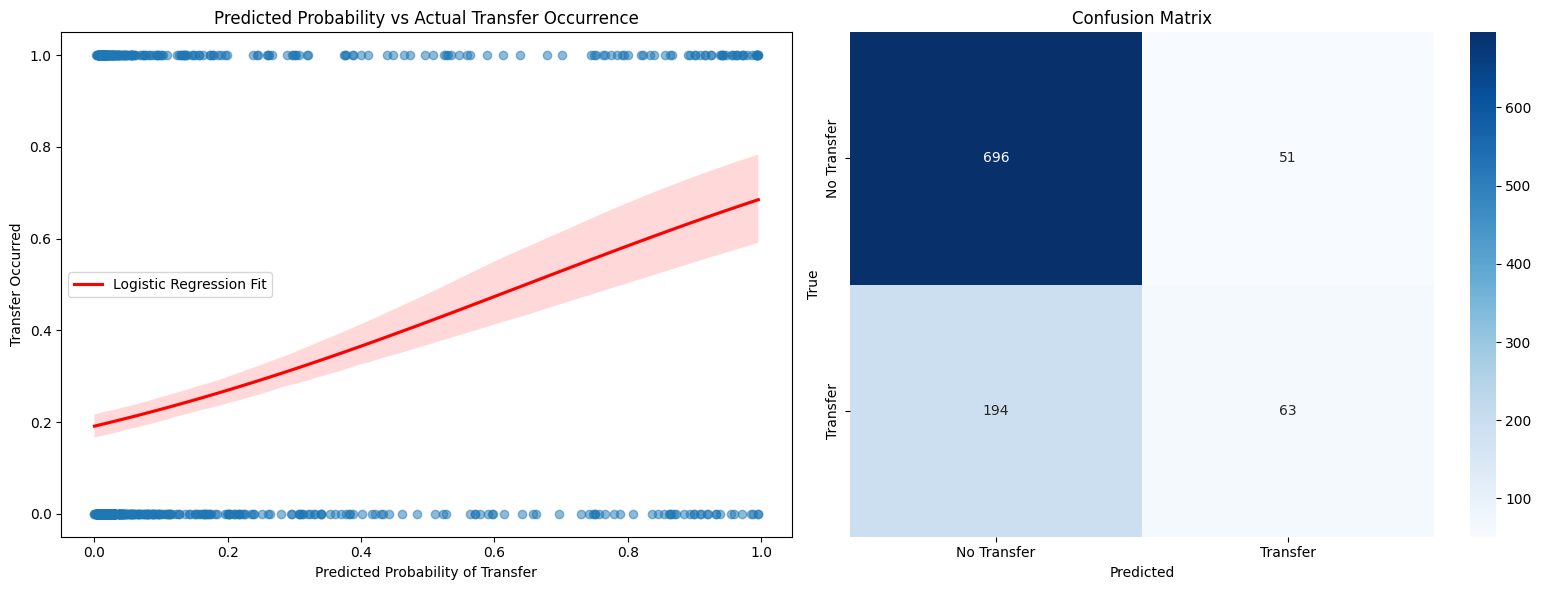 Predicted Probability vs Actual Transfer Occurrence
1.0
0.8
0.6
0.4
0.2
0.0
Transfer Occurred
Logistic Regression Fit
0.0 0.2 0.4 0.6 0.8 1.0
Predicted Probability of Transfer
Confusion Matrix
True
No Transfer
Transfer
696 51
194 63
No Transfer Transfer
Predicted
600
500
400
300
200
100